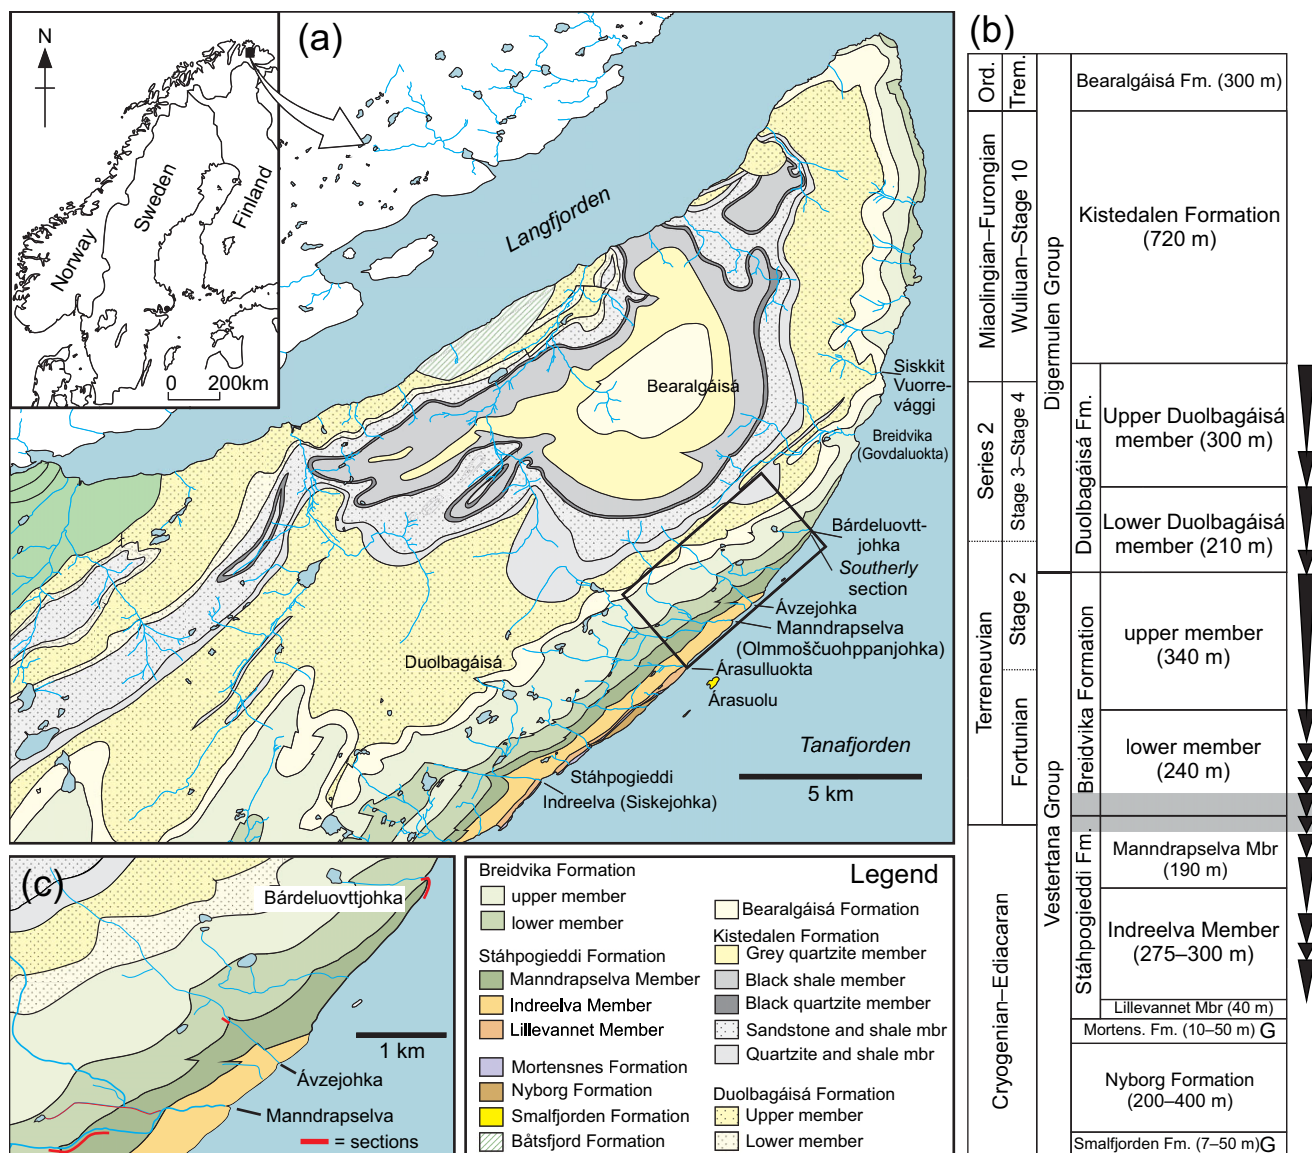 (a)
N
Norway
Sweden
Finland
0 200km
Langfjorden
Bearalgáisá
Siskkit
Vuorre-
vággi
Breidvika
(Govdaluokta)
Bárdeluovtt-
johka
Southerly
section
Ávzejohka
Manndrapselva
(Olmmoščuohppanjohka)
Árasulluokta
Árasuolu
Duolbagáisá
Tanafjorden
Stáhpogieddi
Indreelva (Siskejohka)
5 km
(b)
Ord.
Trem.
Miaolingian–Furongian
Wuliuan–Stage 10
Series 2
Stage 3–Stage 4
Terreneuvian
Stage 2
Fortunian
Cryogenian–Ediacaran
Digermulen Group
Vestertana Group
Duolbagáisá Fm.
Breidvika Formation
Stáhpogieddi Fm.
Bearalgáisá Fm. (300 m)
Kistedalen Formation
(720 m)
Upper Duolbagáisá
member (300 m)
Lower Duolbagáisá
member (210 m)
upper member
(340 m)
lower member
(240 m)
Manndrapselva Mbr
(190 m)
Indreelva Member
(275–300 m)
Lillevannet Mbr (40 m)
Mortens. Fm. (10–50 m) G
Nyborg Formation
(200–400 m)
Smalfjorden Fm. (7–50 m) G
(c)
Bárdeluovttjohka
1 km
Ávzejohka
Manndrapselva
= sections
Legend
Breidvika Formation
upper member
lower member
Stáhpogieddi Formation
Manndrapselva Member
Indreelva Member
Lillevannet Member
Mortensnes Formation
Nyborg Formation
Smalfjorden Formation
Båtsfjord Formation
Bearalgáisá Formation
Kistedalen Formation
Grey quartzite member
Black shale member
Black quartzite member
Sandstone and shale mbr
Quartzite and shale mbr
Duolbagáisá Formation
Upper member
Lower member